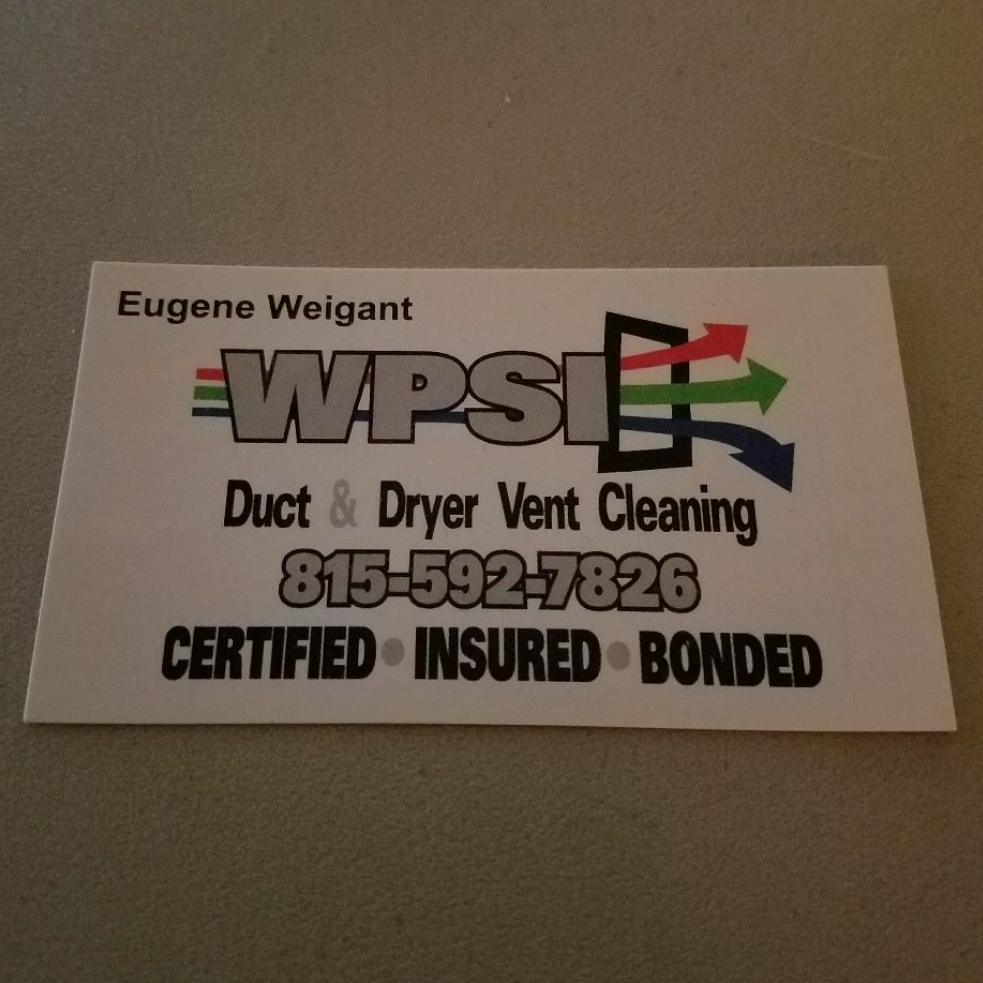 Eugene Weigant
WPSI
Duct & Dryer Vent Cleaning
815-592-7826
CERTIFIED • INSURED • BONDED